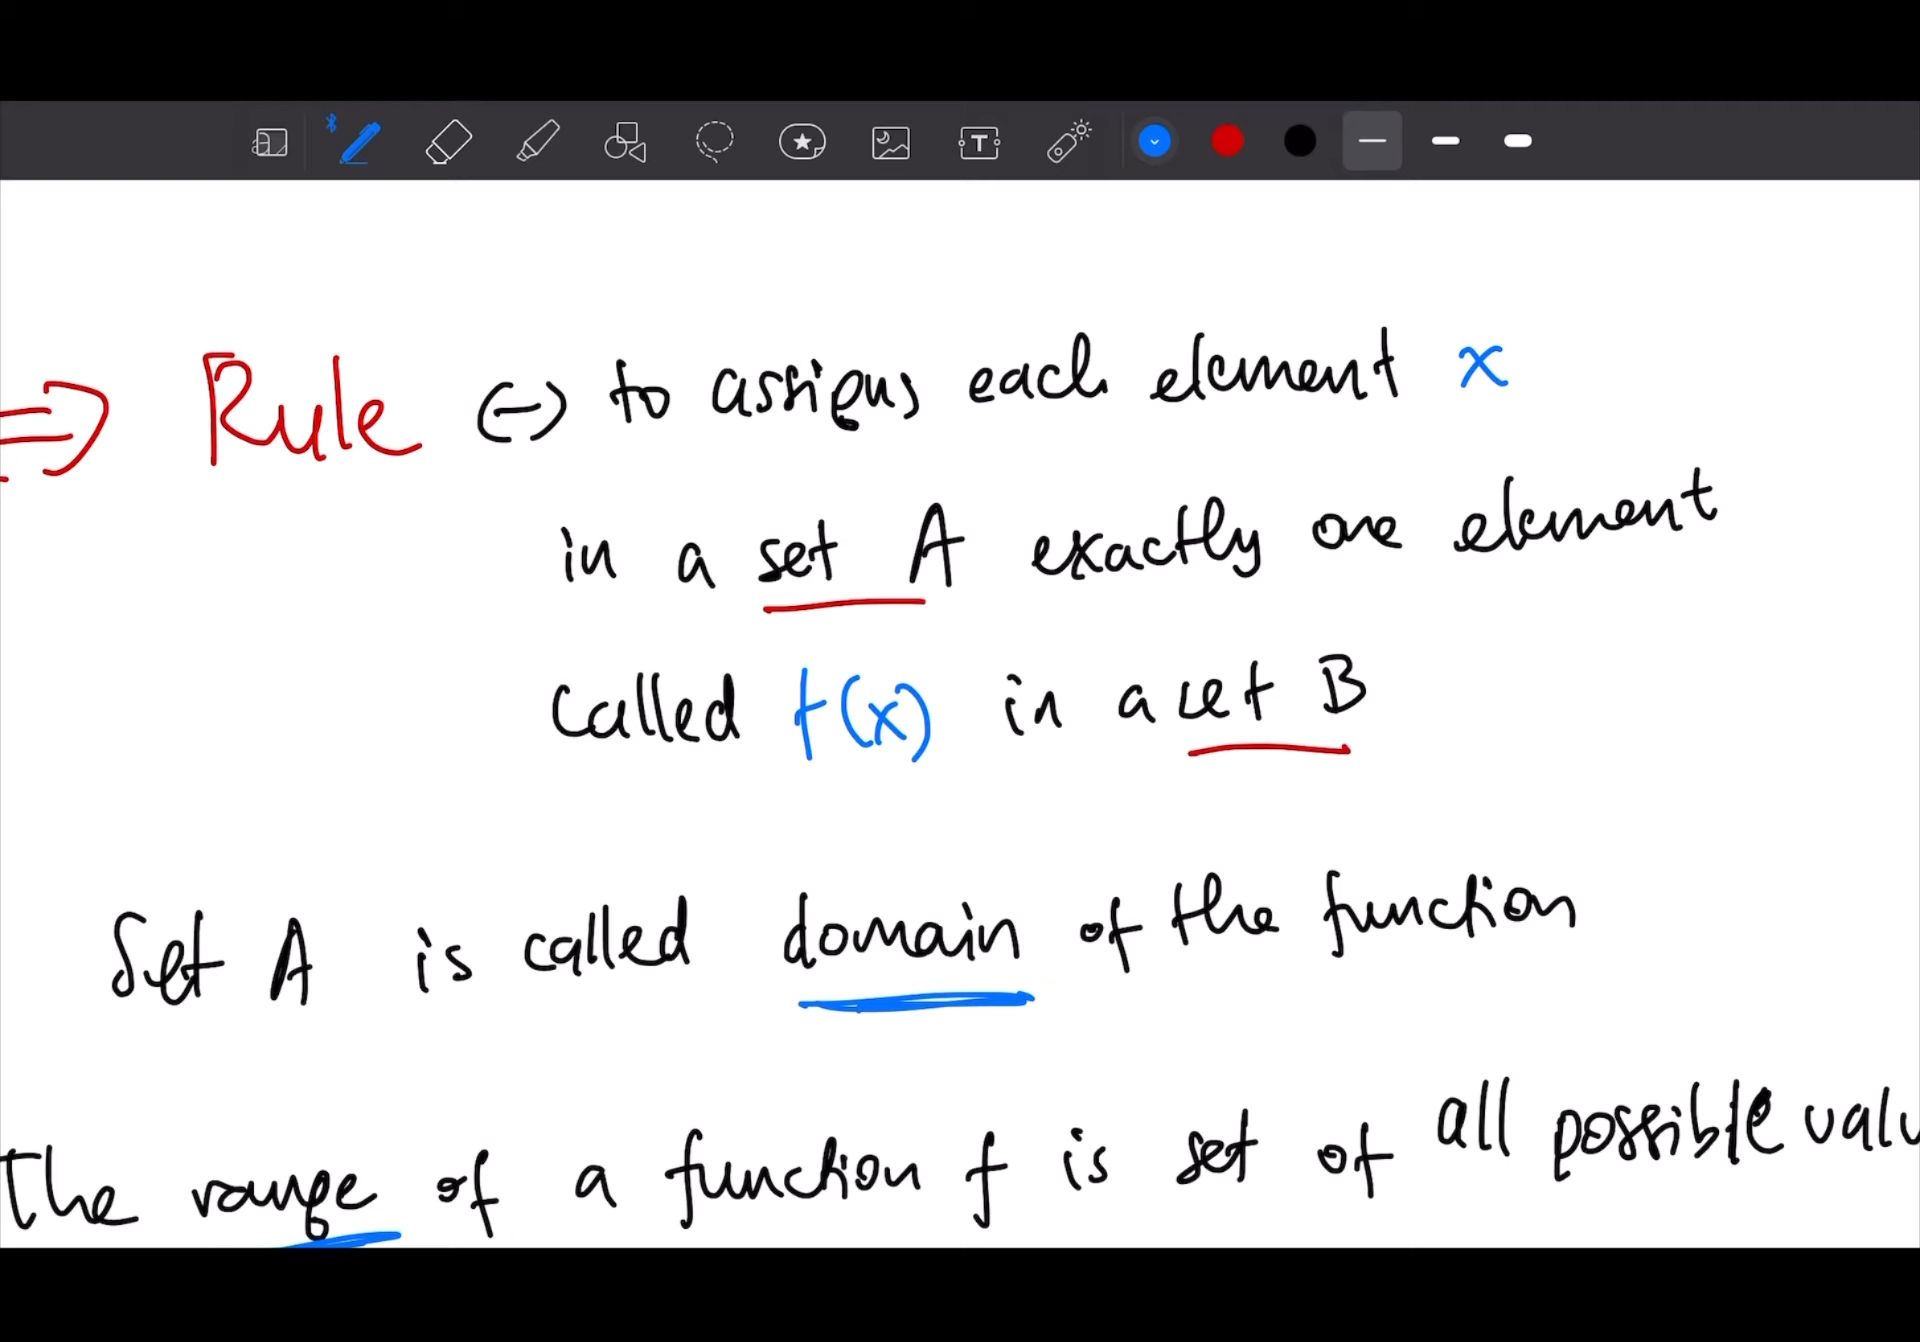 ⇒ Rule (-) to assigns each element x
in a set A exactly one element
called f(x) in a set B
Set A is called domain of the function
The range of a function f is set of all possible valu